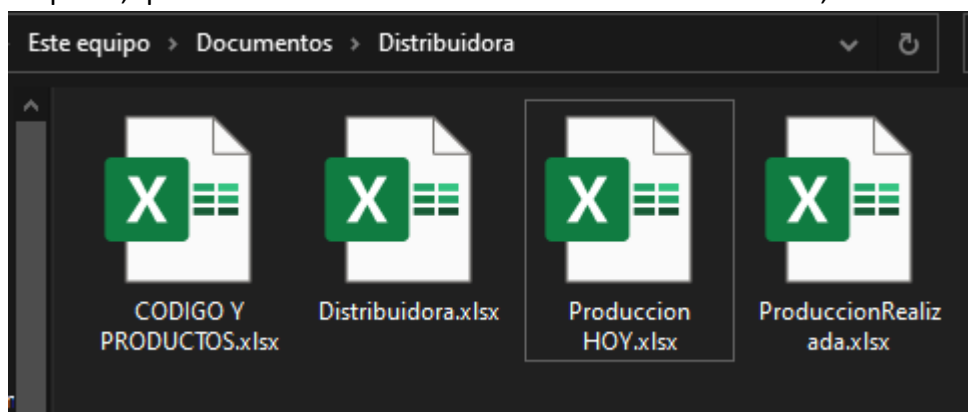 Este equipo > Documentos > Distribuidora
CODIGO Y
PRODUCTOS.xlsx
Distribuidora.xlsx
Produccion
HOY.xlsx
ProduccionRealiz
ada.xlsx